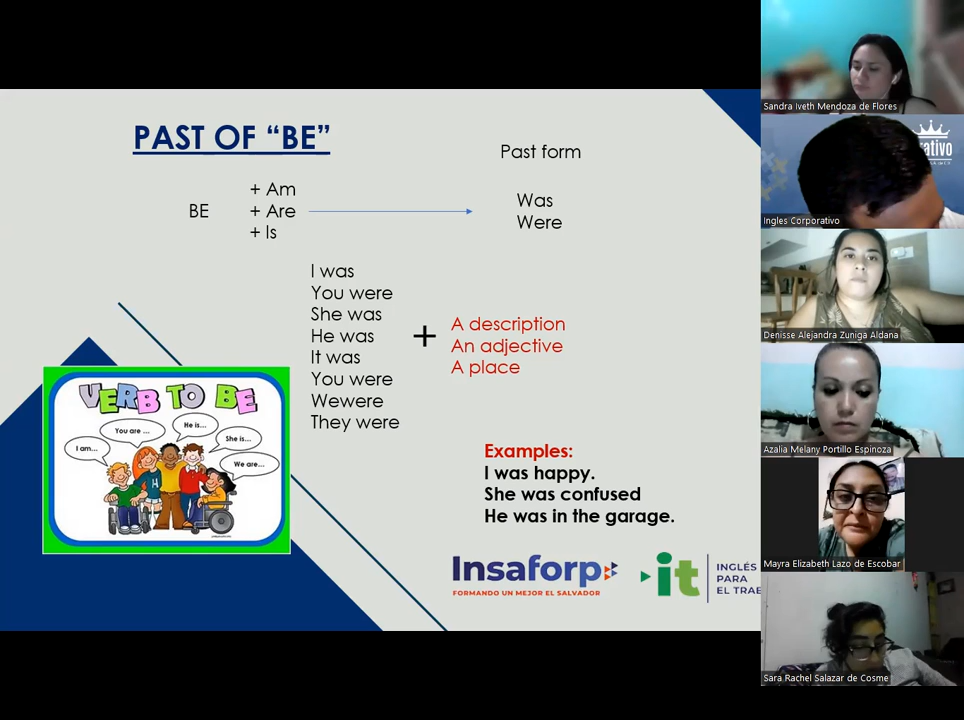 PAST OF “BE”
Past form
BE
+ Am
+ Are
+ Is
Was
Were
I was
You were
She was
He was
It was
You were
Wewere
They were
+
A description
An adjective
A place
Examples:
I was happy.
She was confused
He was in the garage.
VERB TO BE
I am...
You are ...
He is...
She is...
We are...
H
Insaforp
FORMANDO UN MEJOR EL SALVADOR
it
INGLÉS
PARA
EL TRAB
Sandra Iveth Mendoza de Flores
rativo
Ingles Corporativo
Denisse Alejandra Zuniga Aldana
Azalia Melany Portillo Espinoza
Mayra Elizabeth Lazo de Escobar
Sara Rachel Salazar de Cosme